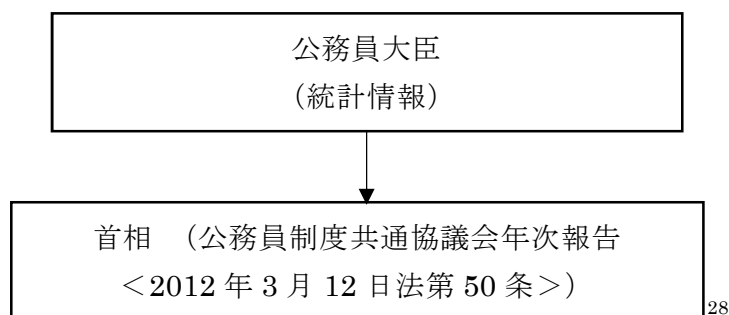 公務員大臣
（統計情報）
首相　（公務員制度共通協議会年次報告
＜2012 年 3 月 12 日法第 50 条＞）
28